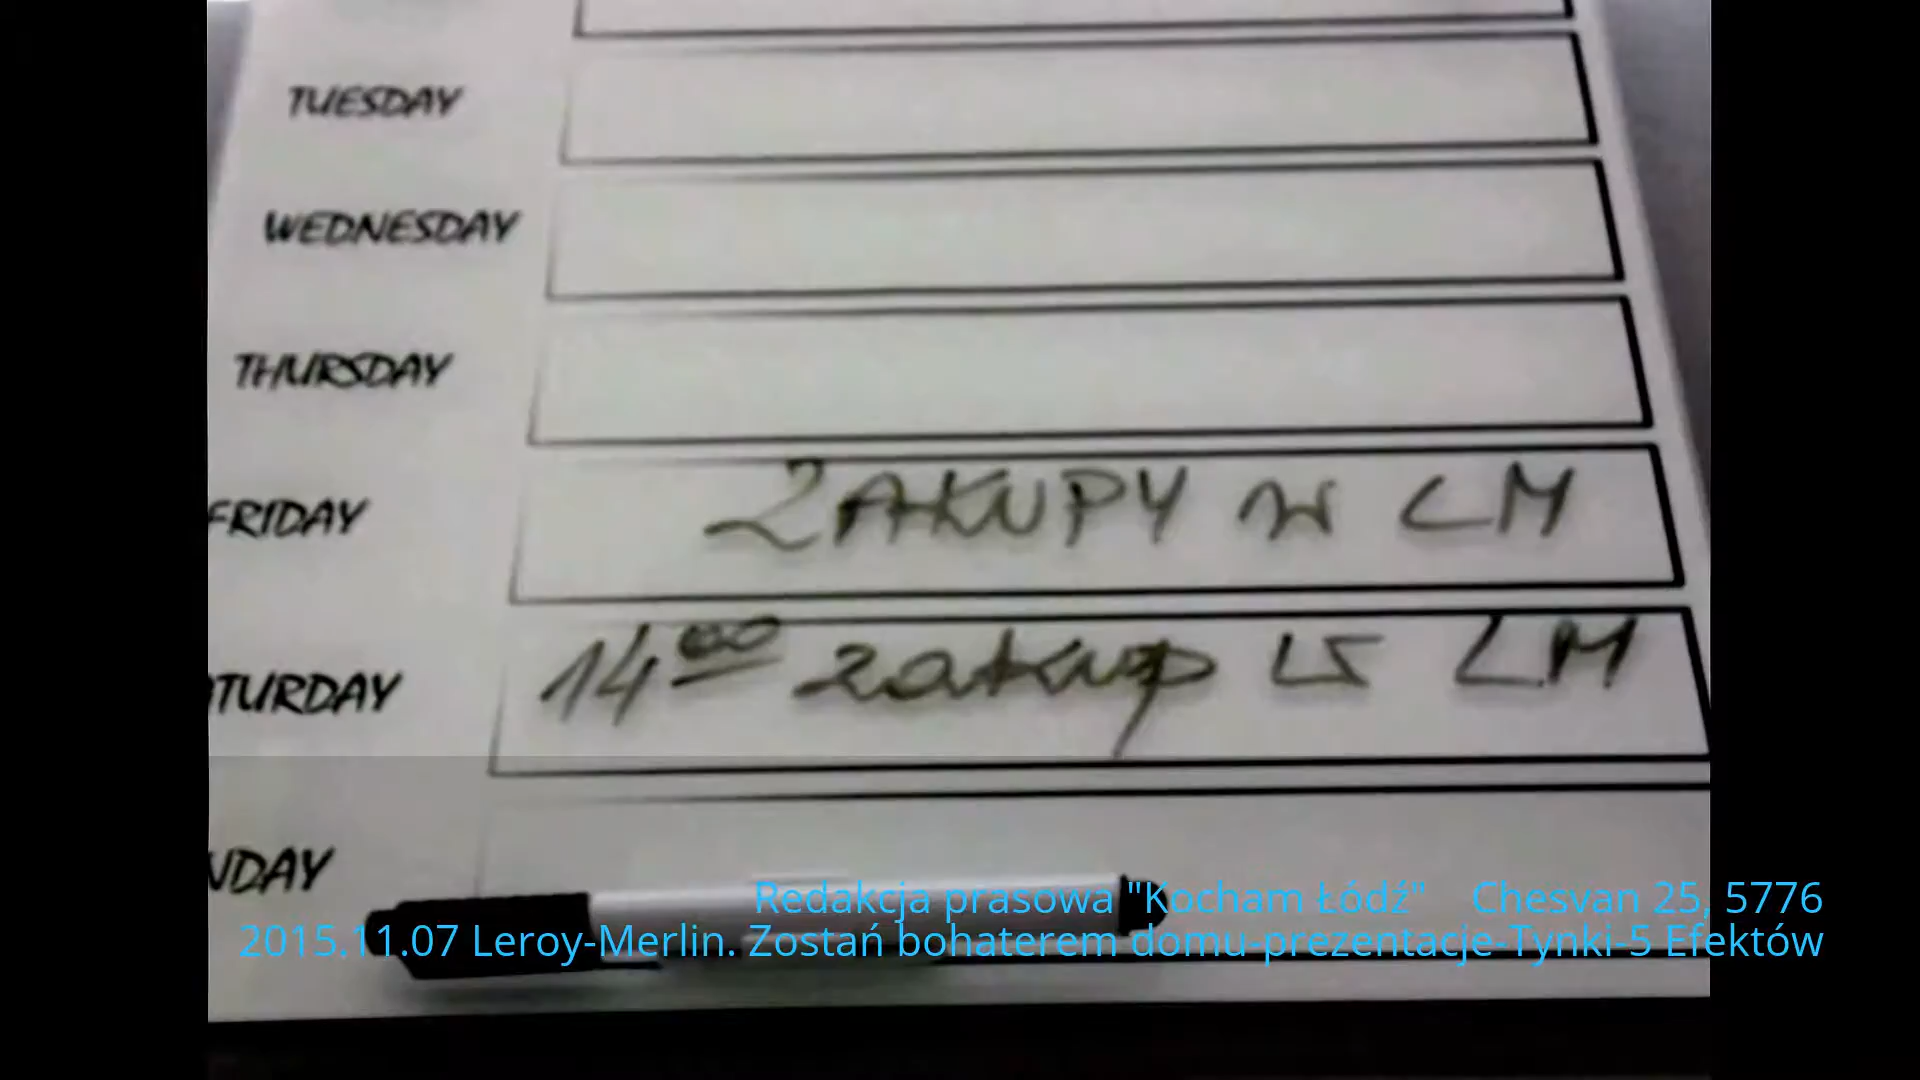 TUESDAY
WEDNESDAY
THURSDAY
FRIDAY ZAKUPY w LM
TURDAY 14⁰⁰ zakup LM
NDAY
Redakcja prasowa "Kocham Łódź" Chesvan 25, 5776
2015.11.07 Leroy-Merlin. Zostań bohaterem domu-prezentacje-Tynki-5 Efektów